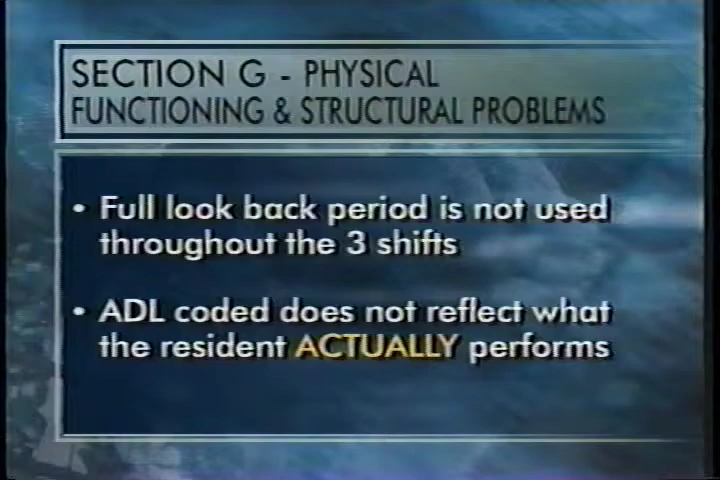 SECTION G - PHYSICAL
FUNCTIONING & STRUCTURAL PROBLEMS
• Full look back period is not used
throughout the 3 shifts
• ADL coded does not reflect what
the resident ACTUALLY performs